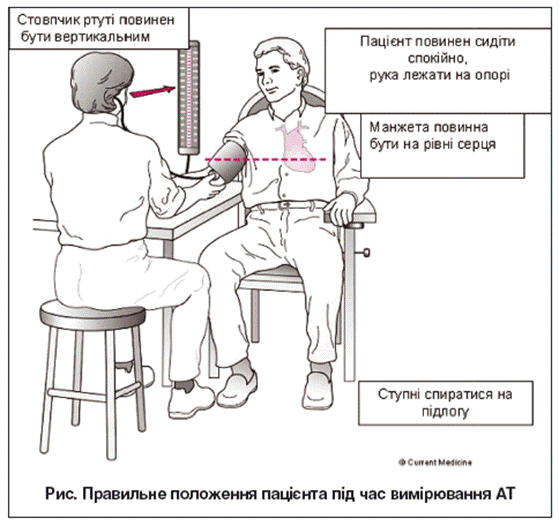 Стовпчик ртуті повинен
бути вертикальним
Пацієнт повинен сидіти
спокійно,
рука лежати на опорі
Манжета повинна
бути на рівні серця
Ступні спиратися на
підлогу
© Current Medicine
Рис. Правильне положення пацієнта під час вимірювання АТ